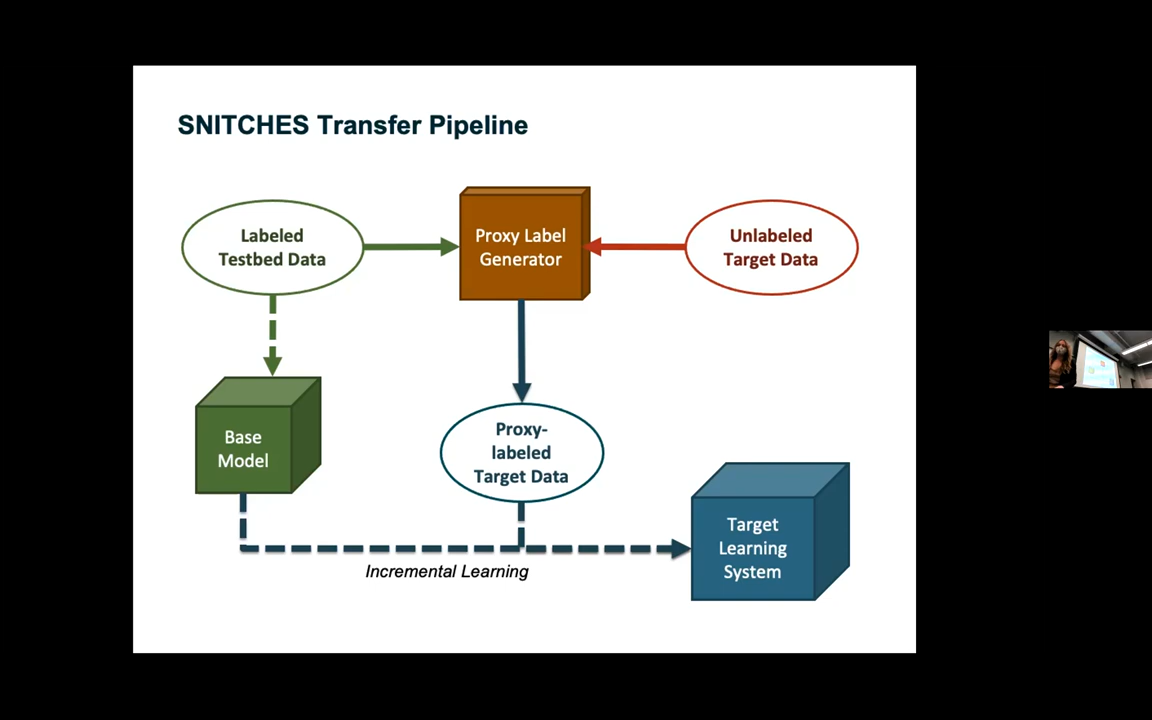 SNITCHES Transfer Pipeline
Labeled
Testbed Data
Proxy Label
Generator
Unlabeled
Target Data
Base
Model
Proxy-
labeled
Target Data
Target
Learning
System
Incremental Learning